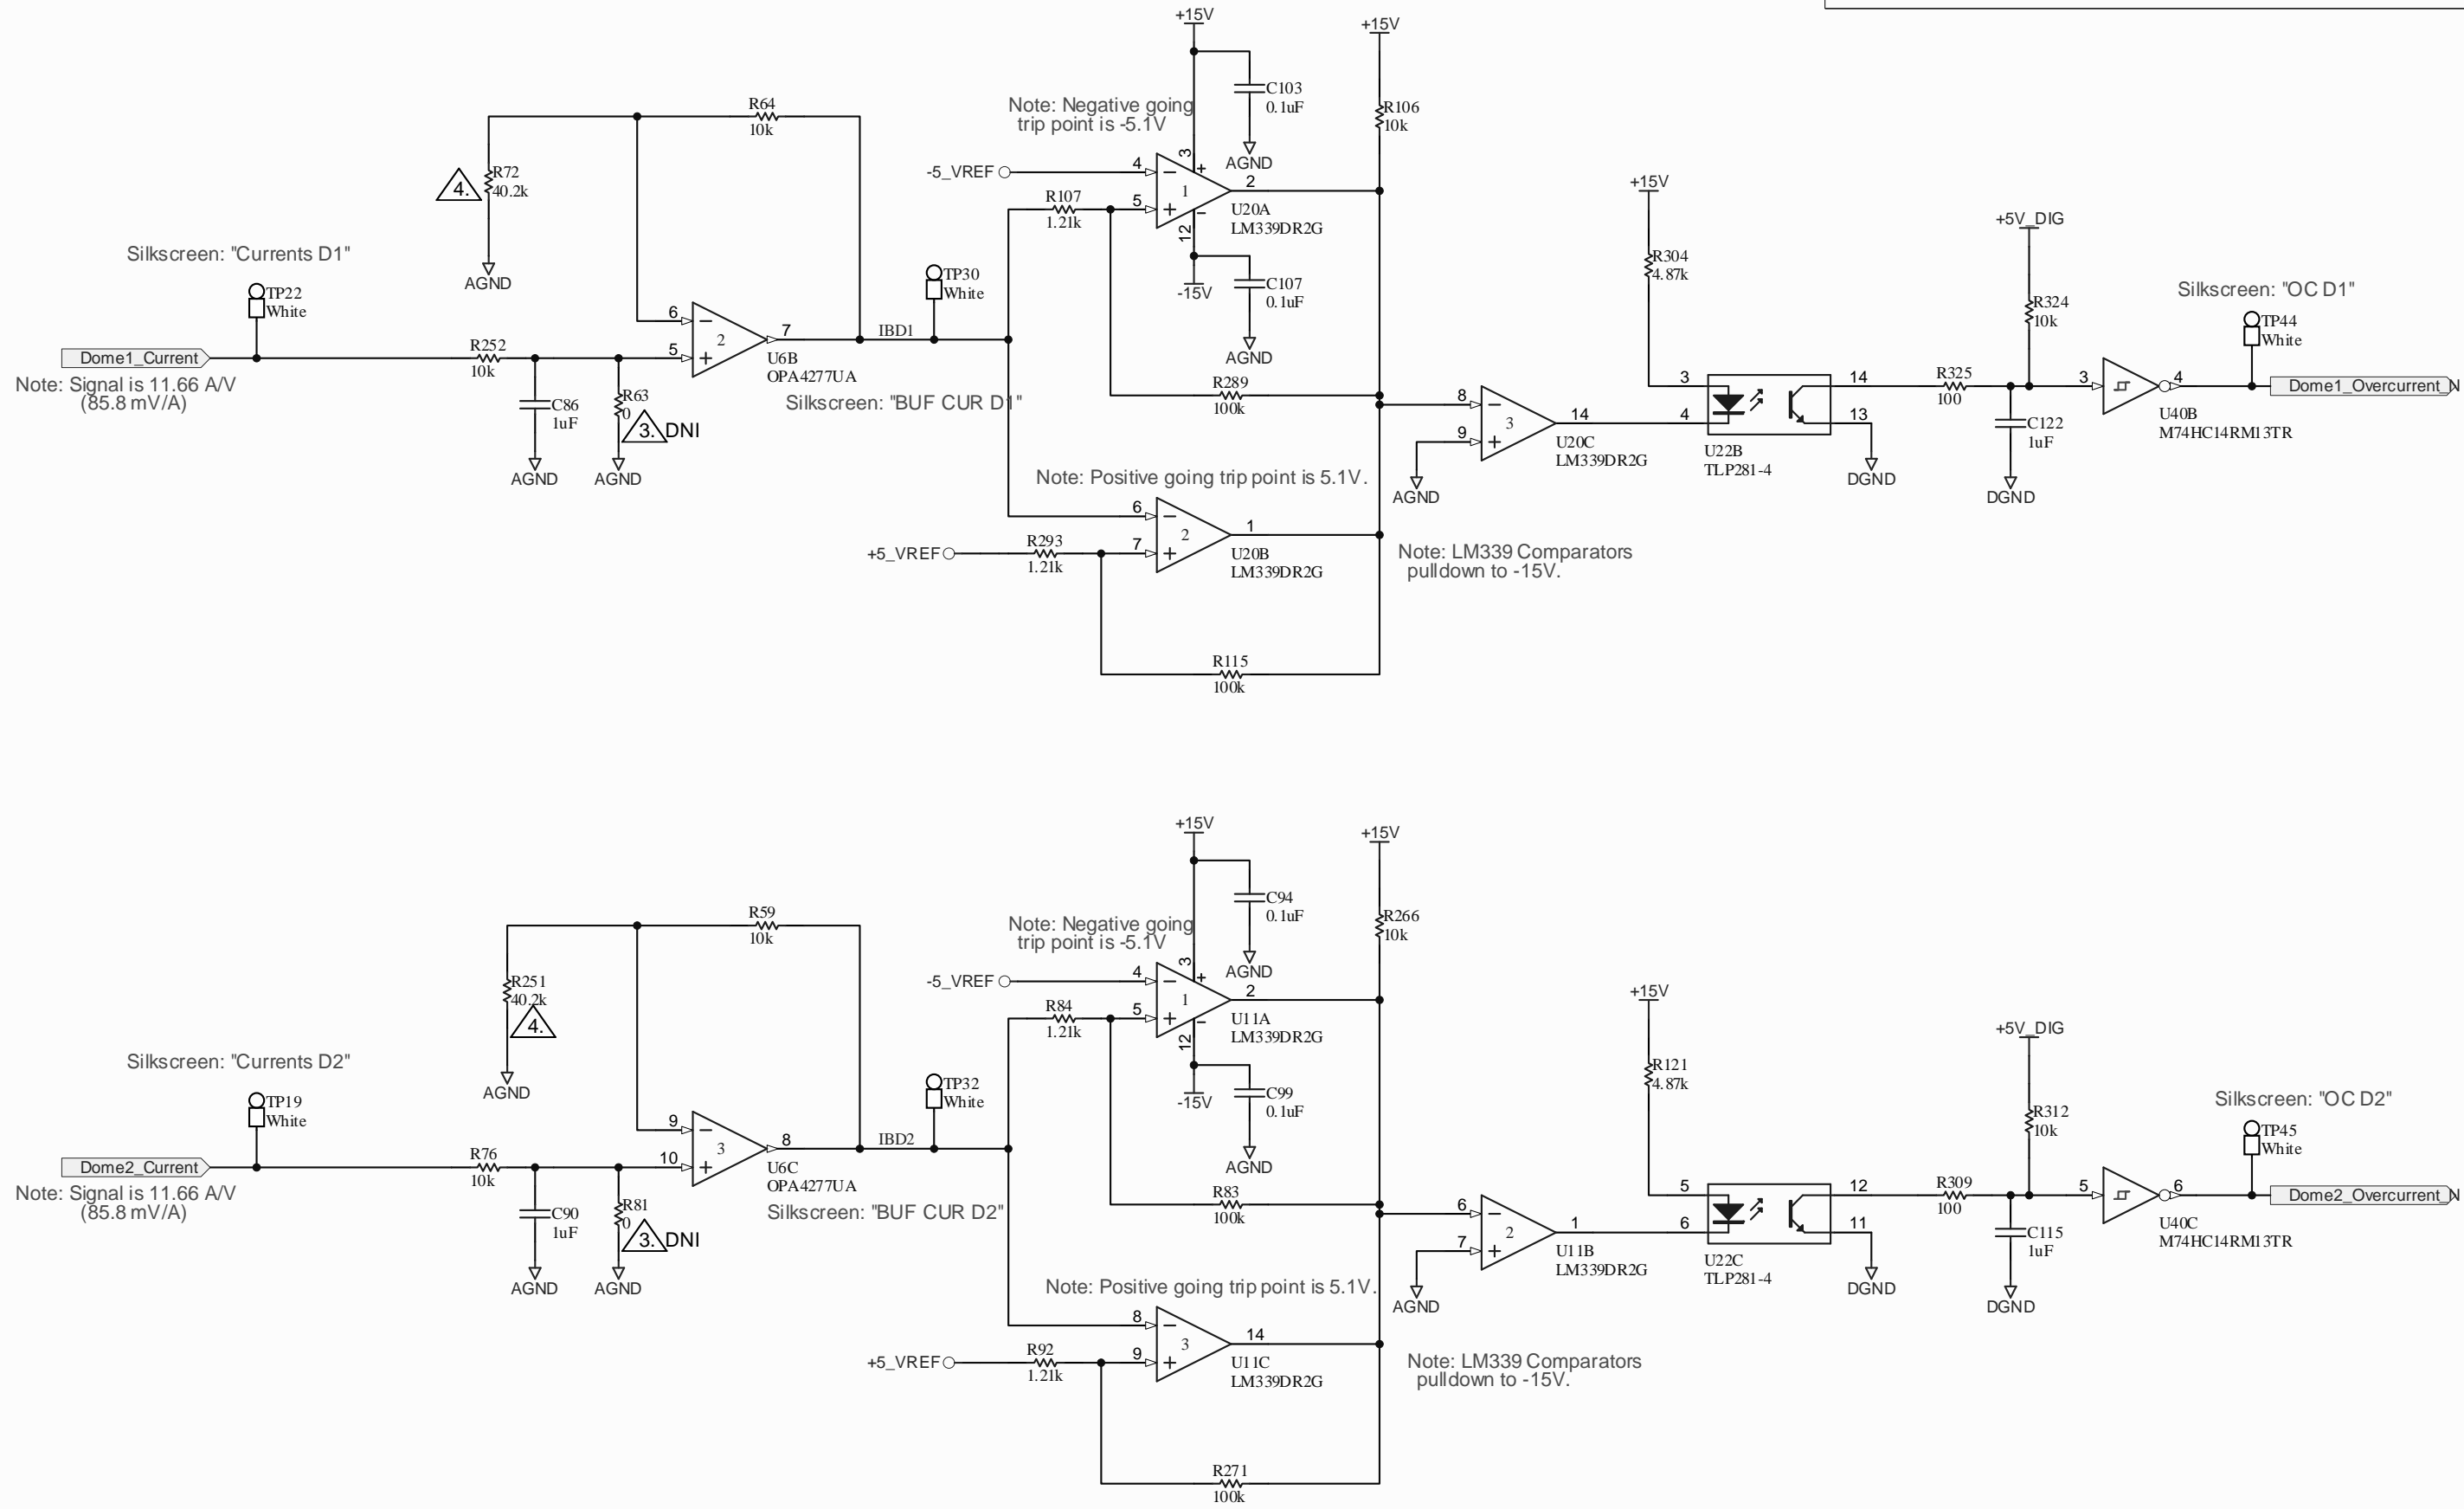 +15V
+15V
C103
0.1uF
AGND
R106
10k
Note: Negative going
trip point is -5.1V
R64
10k
R72
40.2k
4.
AGND
-5_VREF
4
3
+
−
1
2
5
+
−
12
U20A
LM339DR2G
R107
1.21k
-15V
C107
0.1uF
AGND
Silkscreen: "Currents D1"
TP22
White
Dome1_Current
Note: Signal is 11.66 A/V
(85.8 mV/A)
R252
10k
C86
1uF
AGND
R63
0
3.
DNI
AGND
6
−
5
+
2
7
U6B
OPA4277UA
IBD1
TP30
White
Silkscreen: "BUF CUR D1"
R289
100k
Note: Positive going trip point is 5.1V.
+5_VREF
R293
1.21k
6
−
7
+
2
1
U20B
LM339DR2G
R115
100k
Note: LM339 Comparators
pulldown to -15V.
8
−
9
+
3
14
AGND
U20C
LM339DR2G
+15V
R304
4.87k
3
4
14
13
U22B
TLP281-4
DGND
+5V_DIG
R324
10k
R325
100
C122
1uF
DGND
3
4
U40B
M74HC14RM13TR
Silkscreen: "OC D1"
TP44
White
Dome1_Overcurrent_N
+15V
+15V
C94
0.1uF
AGND
R266
10k
Note: Negative going
trip point is -5.1V
R59
10k
R251
40.2k
4.
AGND
-5_VREF
4
3
+
−
1
2
5
+
−
12
U11A
LM339DR2G
R84
1.21k
-15V
C99
0.1uF
AGND
Silkscreen: "Currents D2"
TP19
White
Dome2_Current
Note: Signal is 11.66 A/V
(85.8 mV/A)
R76
10k
C90
1uF
AGND
R81
0
3.
DNI
AGND
9
−
10
+
3
8
U6C
OPA4277UA
IBD2
TP32
White
Silkscreen: "BUF CUR D2"
R83
100k
Note: Positive going trip point is 5.1V.
+5_VREF
R92
1.21k
8
−
9
+
3
14
U11C
LM339DR2G
R271
100k
Note: LM339 Comparators
pulldown to -15V.
6
−
7
+
2
1
AGND
U11B
LM339DR2G
+15V
R121
4.87k
5
6
12
11
U22C
TLP281-4
DGND
+5V_DIG
R312
10k
R309
100
C115
1uF
DGND
5
6
U40C
M74HC14RM13TR
Silkscreen: "OC D2"
TP45
White
Dome2_Overcurrent_N